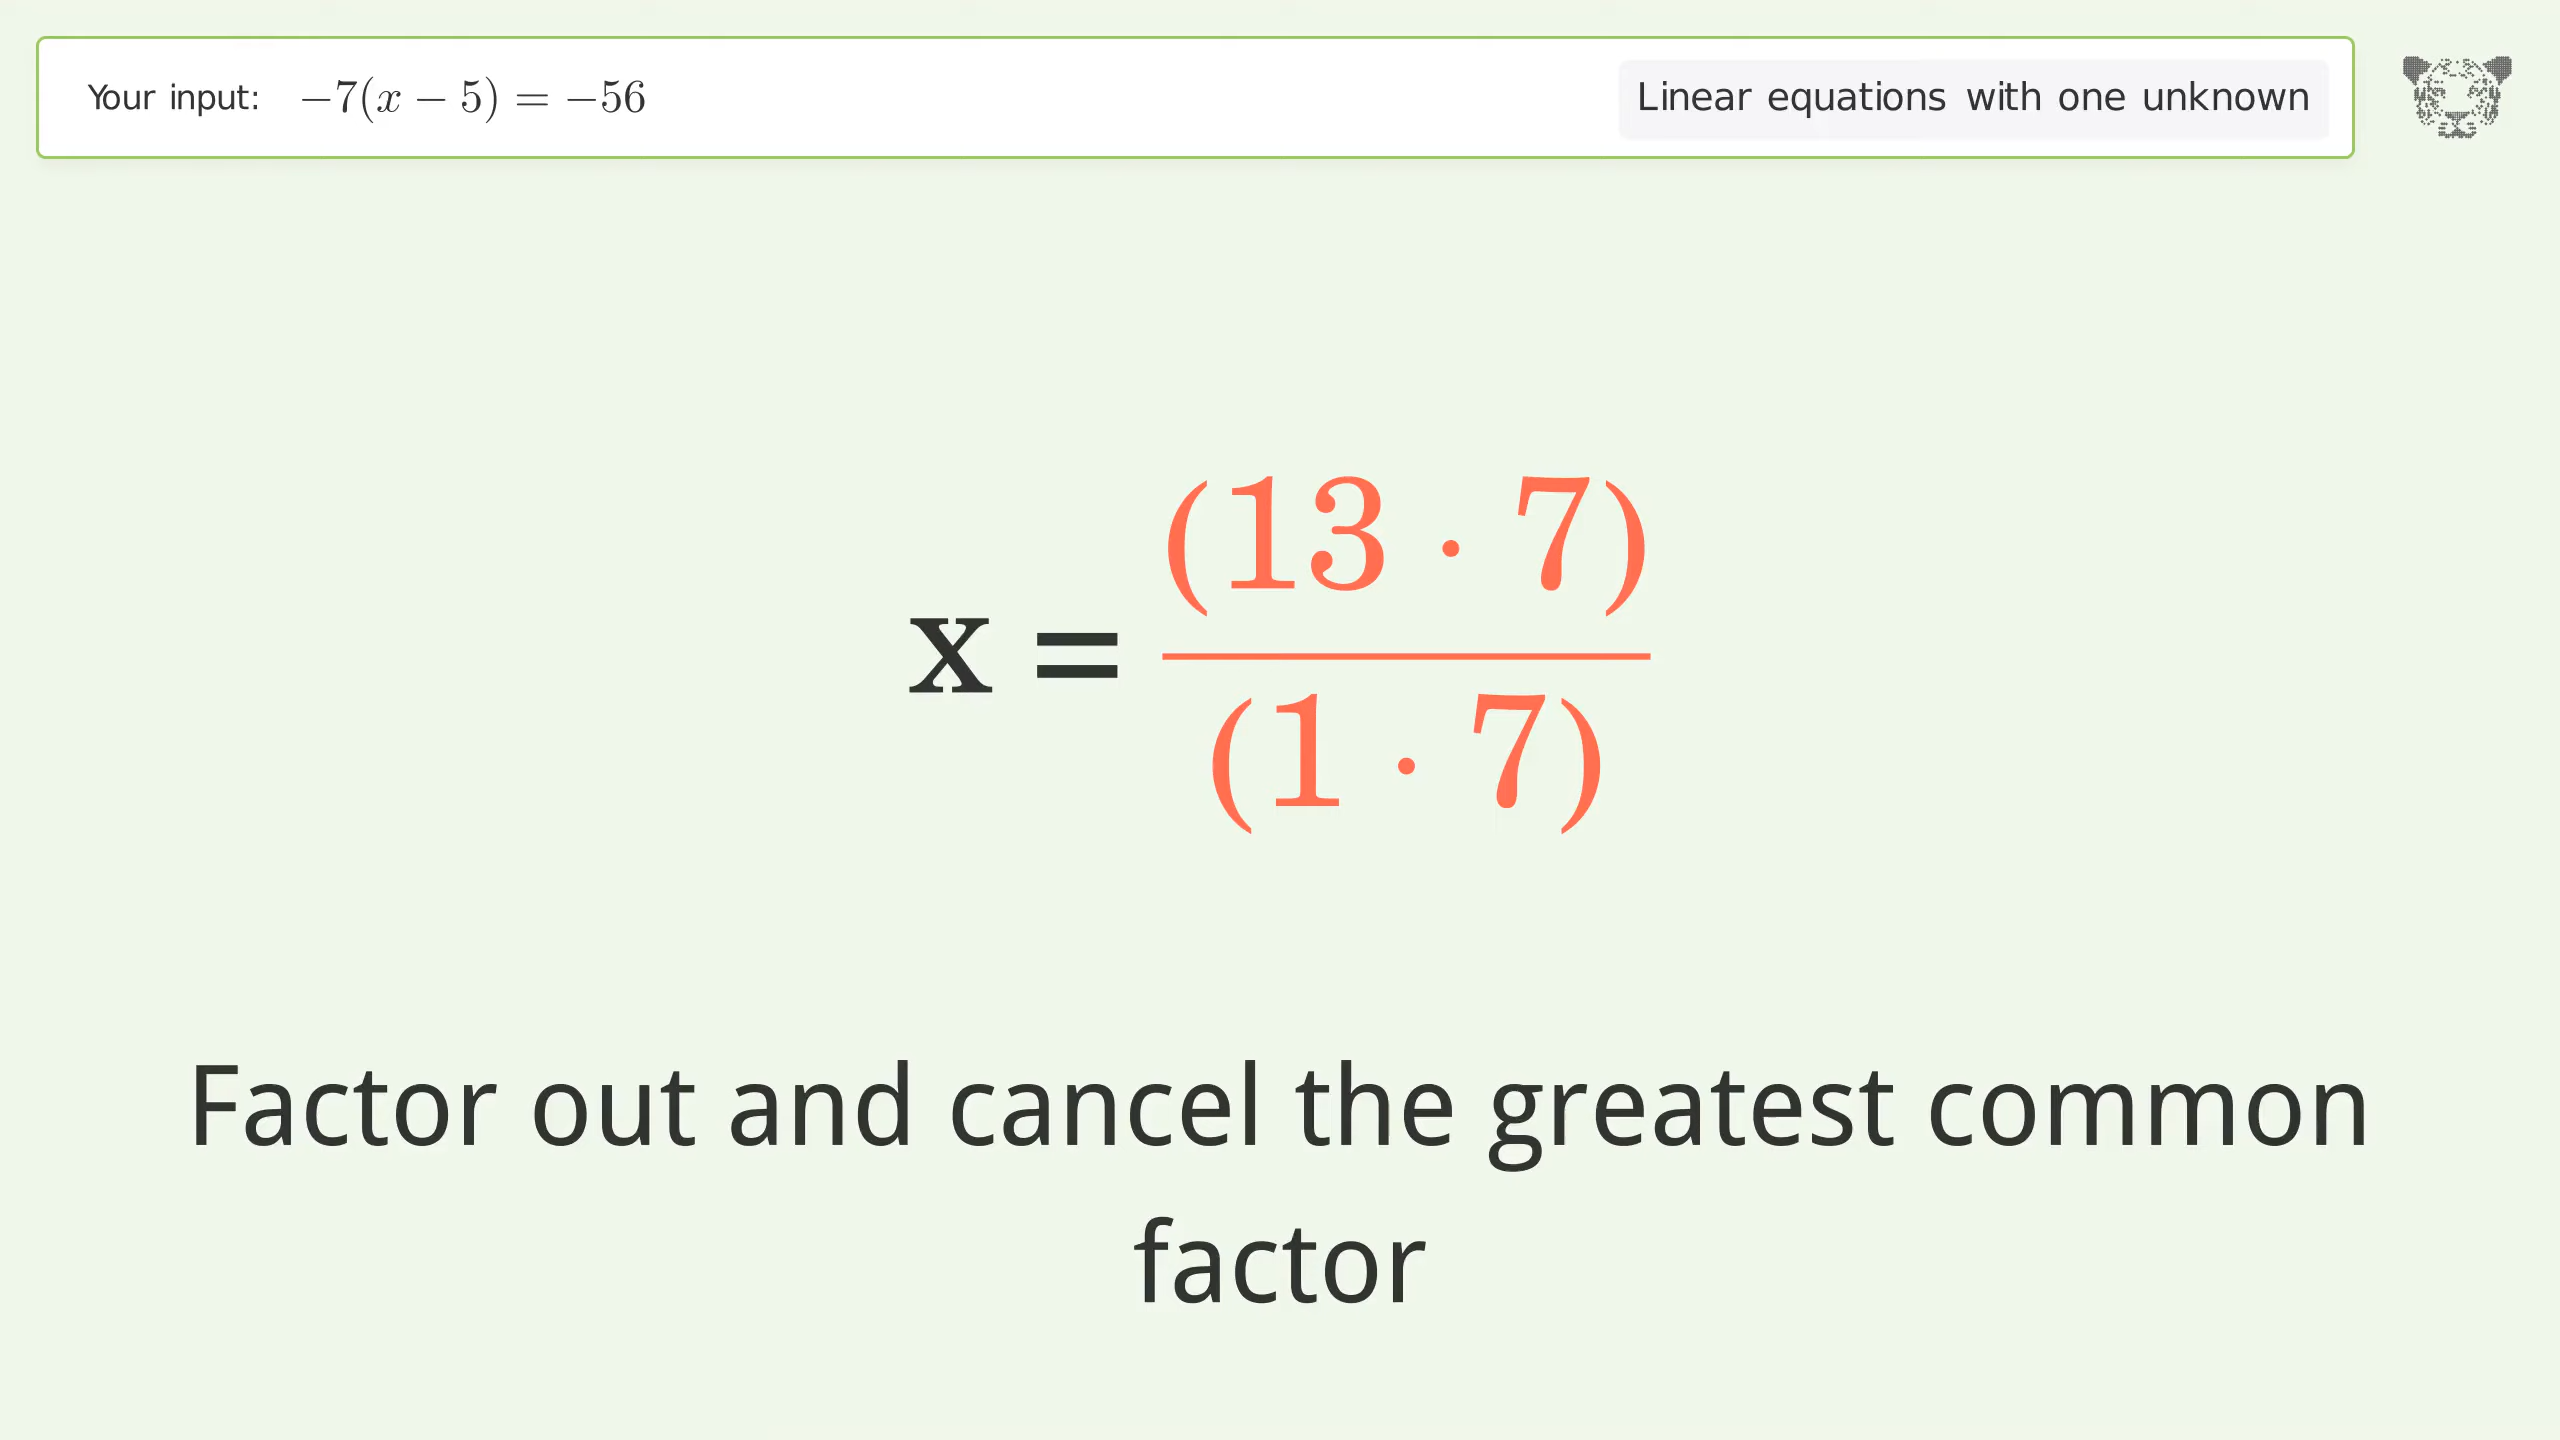 Your input: −7(x − 5) = −56
Linear equations with one unknown
x = (13 · 7) / (1 · 7)
Factor out and cancel the greatest common
factor